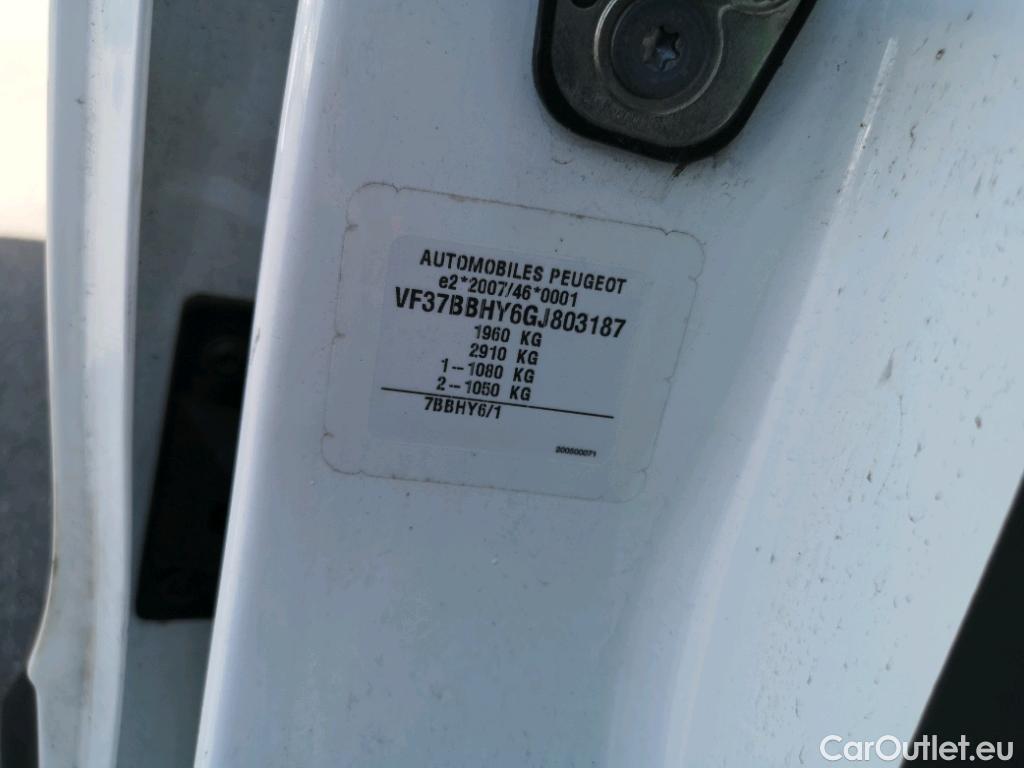 AUTOMOBILES PEUGEOT
e2*2007/46*0001
VF37BBHY6GJ803187
1960 KG
2910 KG
1--1080 KG
2--1050 KG
7BBHY6/1
200500071
CarOutlet.eu